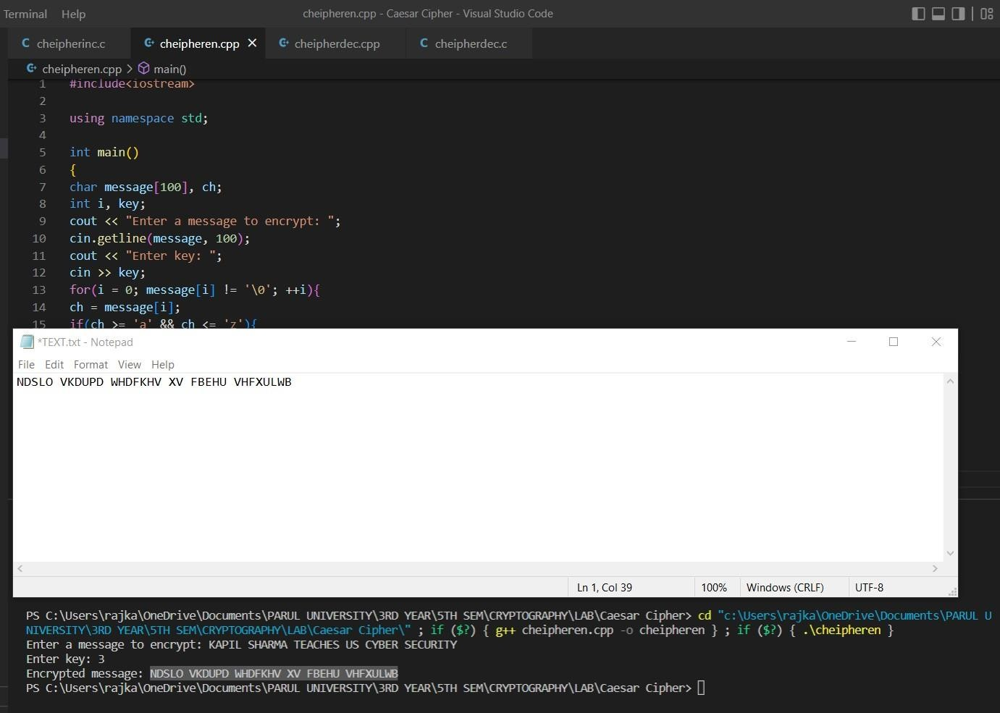 Terminal Help cheipheren.cpp - Caesar Cipher - Visual Studio Code
C cheipherinc.c cheipheren.cpp cheipherdec.cpp C cheipherdec.c
cheipheren.cpp > main()
1 #include<iostream>
2
3 using namespace std;
4
5 int main()
6 {
7 char message[100], ch;
8 int i, key;
9 cout << "Enter a message to encrypt: ";
10 cin.getline(message, 100);
11 cout << "Enter key: ";
12 cin >> key;
13 for(i = 0; message[i] != '\0'; ++i){
14 ch = message[i];
15 if(ch >= 'a' && ch <= 'z'){
*TEXT.txt - Notepad
File Edit Format View Help
NDSLO VKDUPD WHDFKHV XV FBEHU VHFXULWB
Ln 1, Col 39 100% Windows (CRLF) UTF-8
PS C:\Users\rajka\OneDrive\Documents\PARUL UNIVERSITY\3RD YEAR\5TH SEM\CRYPTOGRAPHY\LAB\Caesar Cipher> cd "c:\Users\rajka\OneDrive\Documents\PARUL U
NIVERSITY\3RD YEAR\5TH SEM\CRYPTOGRAPHY\LAB\Caesar Cipher\" ; if ($?) { g++ cheipheren.cpp -o cheipheren } ; if ($?) { .\cheipheren }
Enter a message to encrypt: KAPIL SHARMA TEACHES US CYBER SECURITY
Enter key: 3
Encrypted message: NDSLO VKDUPD WHDFKHV XV FBEHU VHFXULWB
PS C:\Users\rajka\OneDrive\Documents\PARUL UNIVERSITY\3RD YEAR\5TH SEM\CRYPTOGRAPHY\LAB\Caesar Cipher>